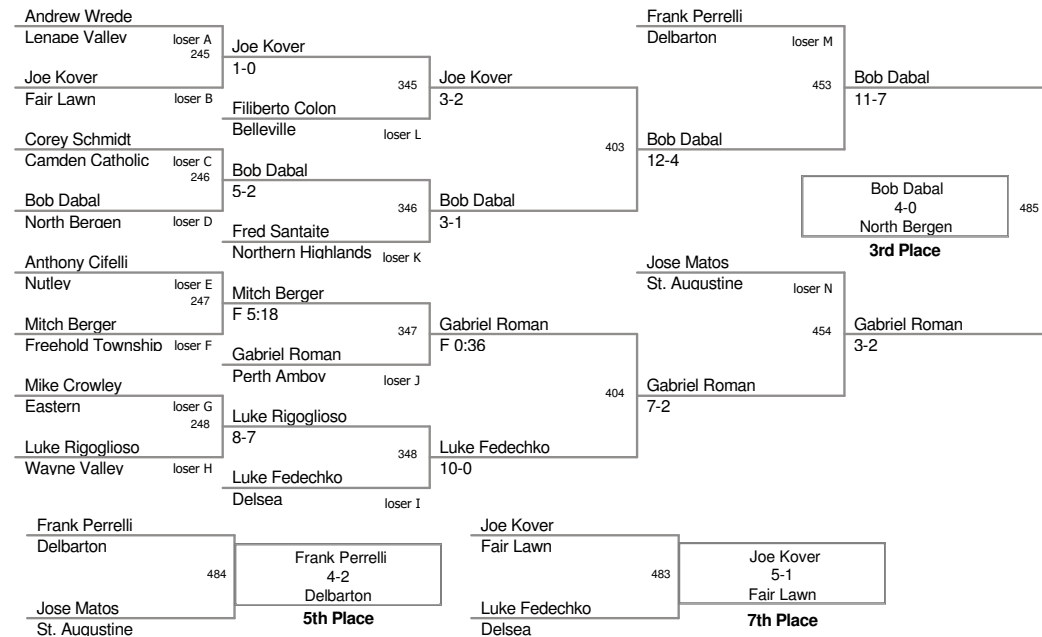 Andrew Wrede
Lenape Valley
loser A
245
Joe Kover
Fair Lawn
loser B
Corey Schmidt
Camden Catholic
loser C
246
Bob Dabal
North Bergen
loser D
Anthony Cifelli
Nutley
loser E
247
Mitch Berger
Freehold Township
loser F
Mike Crowley
Eastern
loser G
248
Luke Rigoglioso
Wayne Valley
loser H
Joe Kover
1-0
345
Filiberto Colon
Belleville
loser L
Bob Dabal
5-2
346
Fred Santaite
Northern Highlands
loser K
Mitch Berger
F 5:18
347
Gabriel Roman
Perth Amboy
loser J
Luke Rigoglioso
8-7
348
Luke Fedechko
Delsea
loser I
Joe Kover
3-2
403
Bob Dabal
3-1
Gabriel Roman
F 0:36
404
Luke Fedechko
10-0
Frank Perrelli
Delbarton
loser M
453
Bob Dabal
12-4
Jose Matos
St. Augustine
loser N
454
Gabriel Roman
7-2
Bob Dabal
11-7
Bob Dabal
4-0
North Bergen
485
3rd Place
Gabriel Roman
3-2
Frank Perrelli
Delbarton
484
Jose Matos
St. Augustine
Frank Perrelli
4-2
Delbarton
5th Place
Joe Kover
Fair Lawn
483
Luke Fedechko
Delsea
Joe Kover
5-1
Fair Lawn
7th Place